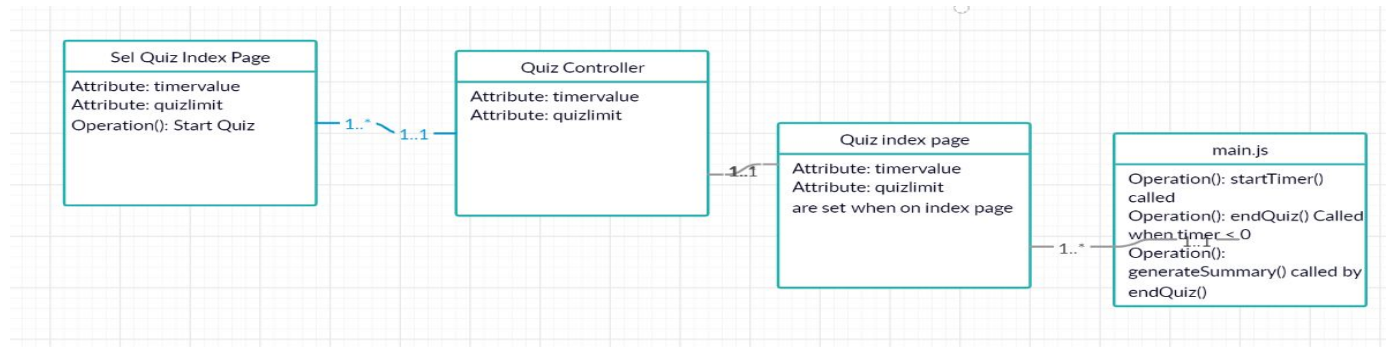 Sel Quiz Index Page
Attribute: timervalue
Attribute: quizlimit
Operation(): Start Quiz
1..*
1..1
Quiz Controller
Attribute: timervalue
Attribute: quizlimit
1..1
Quiz index page
Attribute: timervalue
Attribute: quizlimit
are set when on index page
1..*
1..1
main.js
Operation(): startTimer()
called
Operation(): endQuiz() Called
when timer < 0
Operation():
generateSummary() called by
endQuiz()